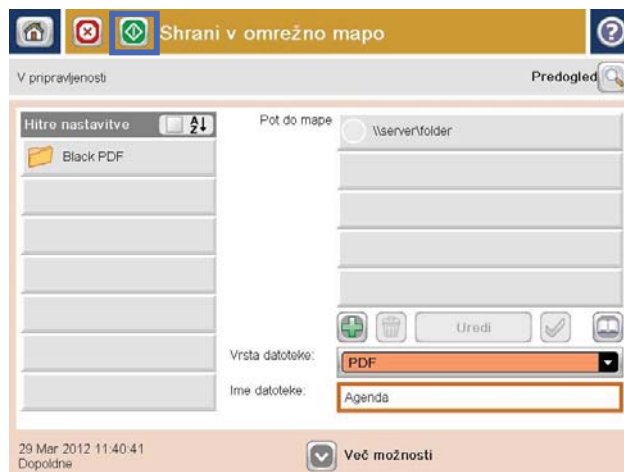 Shrani v omrežno mapo
V pripravljenosti
Predogled
Hitre nastavitve
Pot do mape
\\server\folder
Black PDF
Uredi
Vrsta datoteke:
PDF
Ime datoteke:
Agenda
29 Mar 2012 11:40:41
Dopoldne
Več možnosti